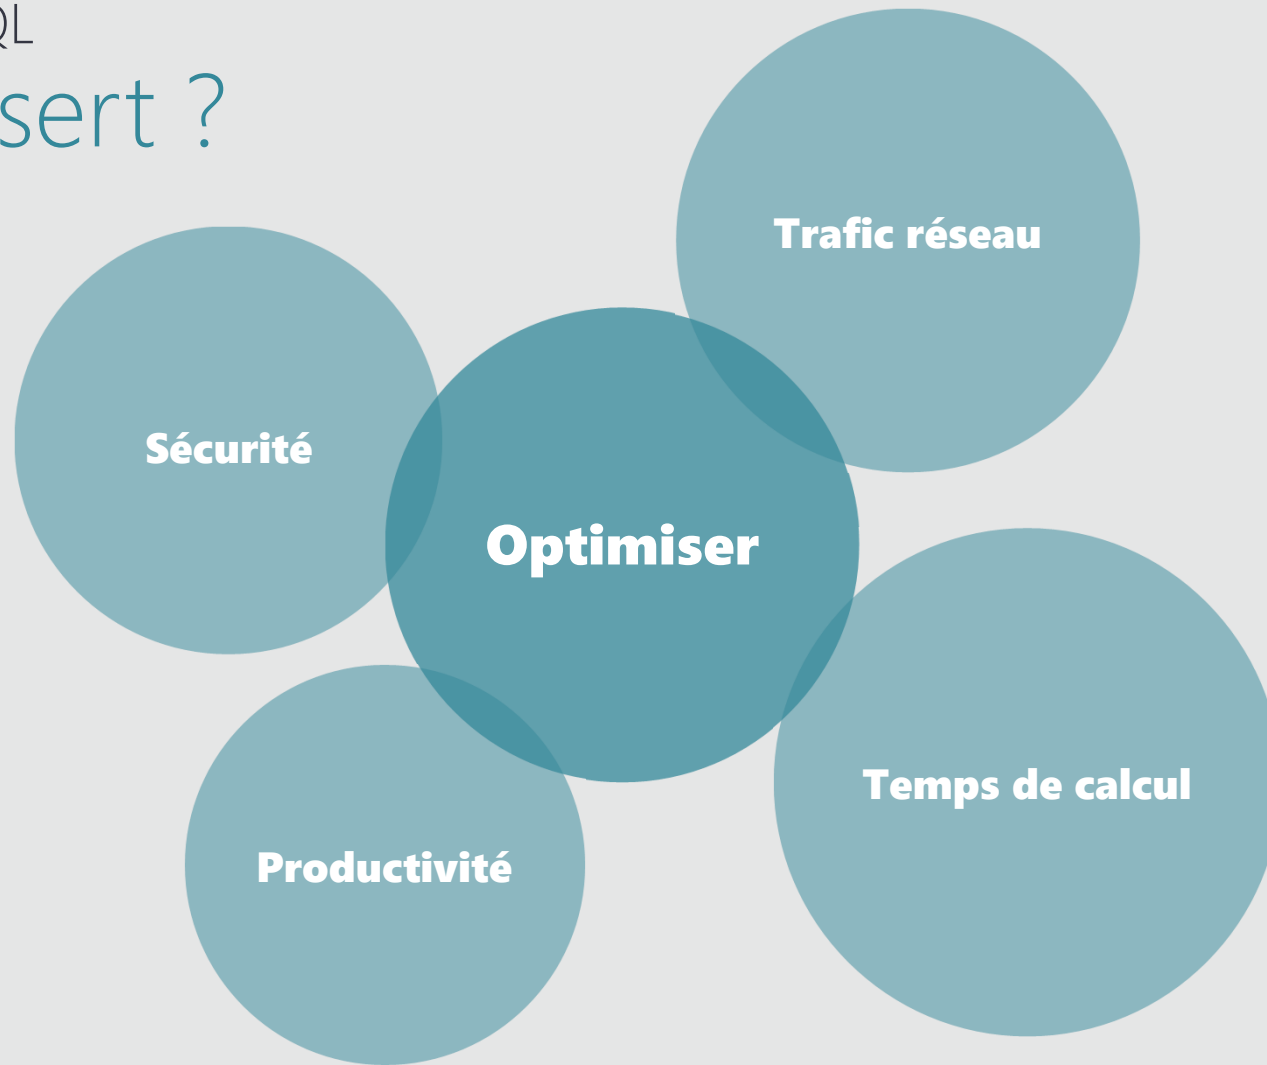 QL
sert ?
Trafic réseau
Sécurité
Optimiser
Temps de calcul
Productivité